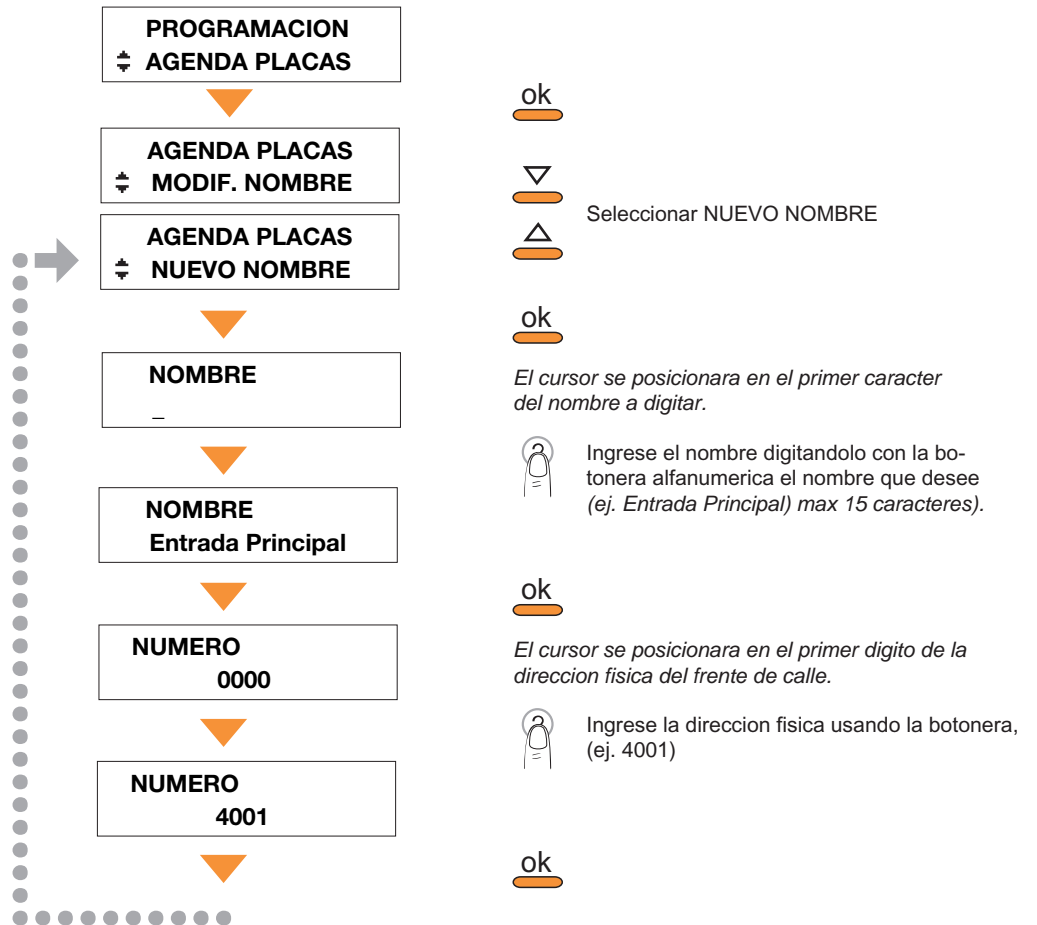 PROGRAMACION
AGENDA PLACAS
ok
AGENDA PLACAS
MODIF. NOMBRE
AGENDA PLACAS
NUEVO NOMBRE
Seleccionar NUEVO NOMBRE
ok
NOMBRE
_
El cursor se posicionara en el primer caracter
del nombre a digitar.
Ingrese el nombre digitandolo con la bo-
tonera alfanumerica el nombre que desee
(ej. Entrada Principal) max 15 caracteres).
NOMBRE
Entrada Principal
ok
NUMERO
0000
El cursor se posicionara en el primer digito de la
direccion fisica del frente de calle.
Ingrese la direccion fisica usando la botonera,
(ej. 4001)
NUMERO
4001
ok